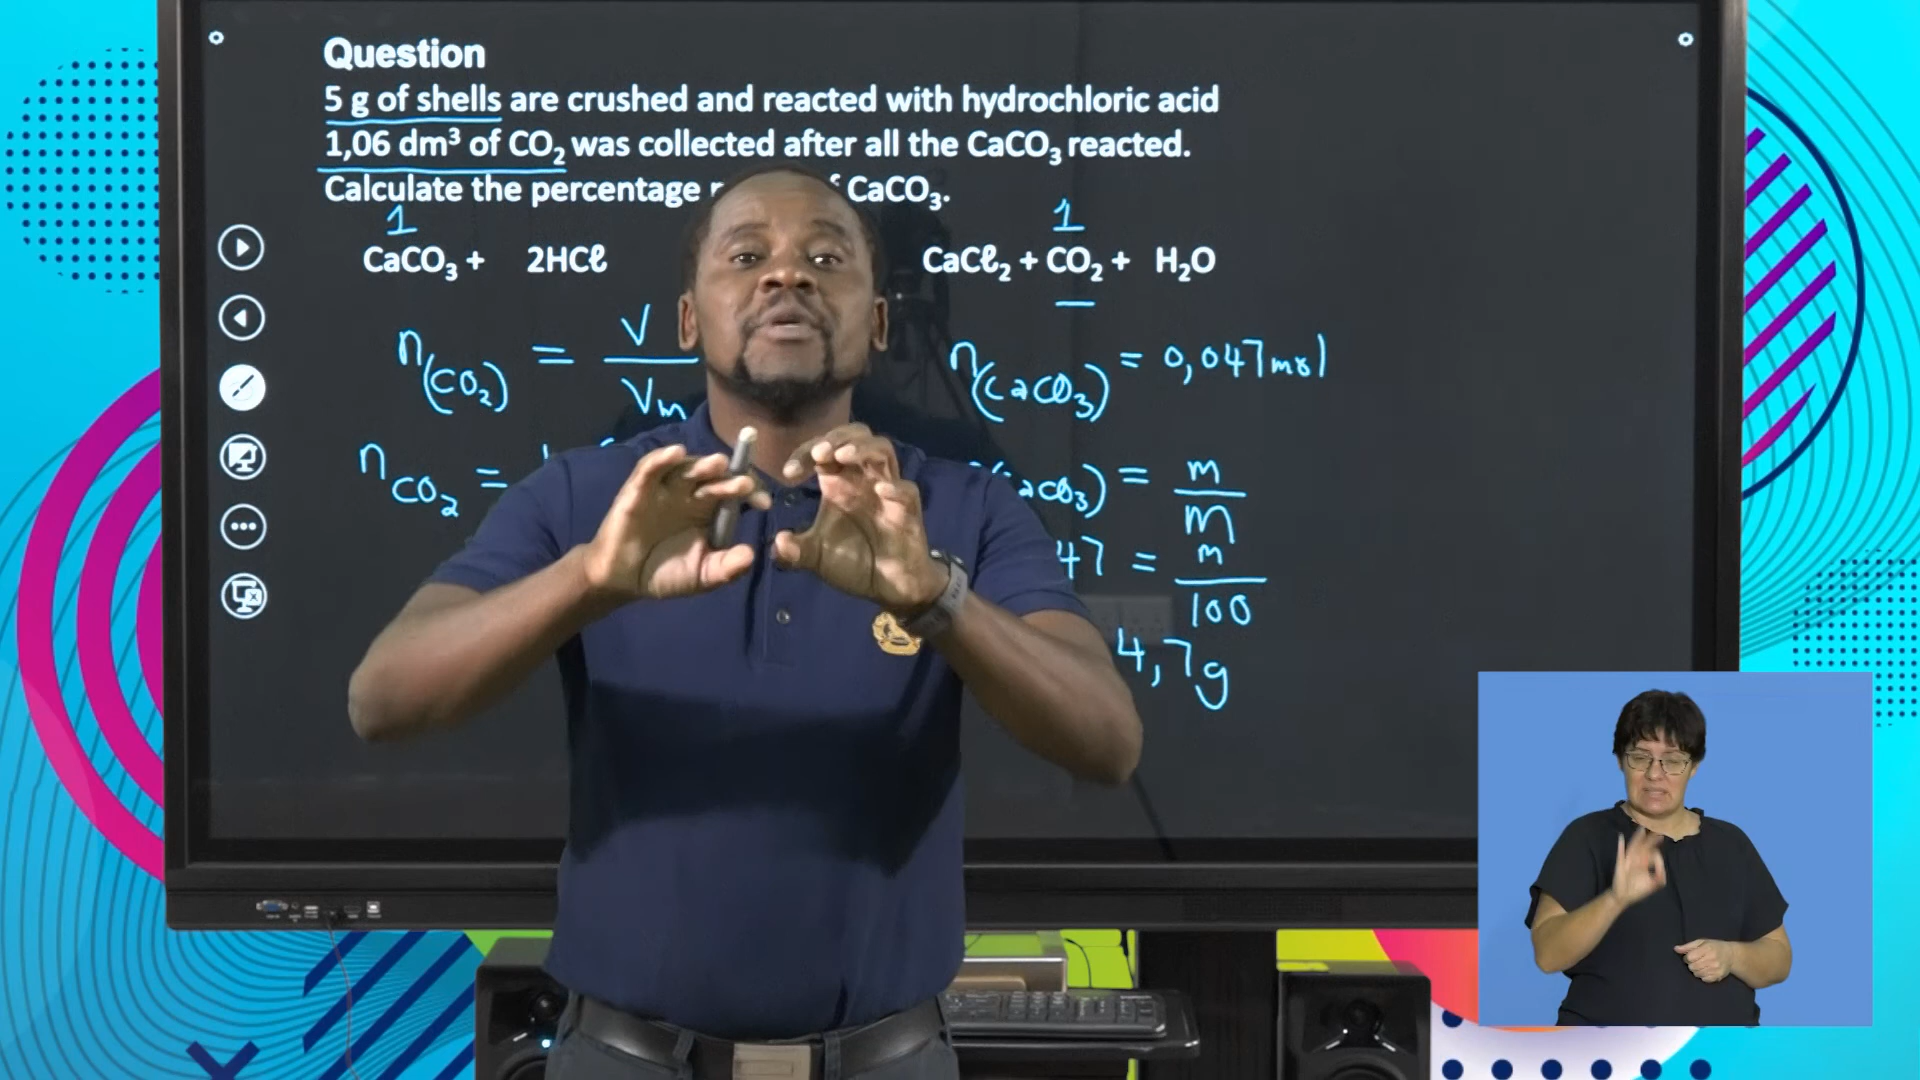 Question
5 g of shells are crushed and reacted with hydrochloric acid
1,06 dm³ of CO₂ was collected after all the CaCO₃ reacted.
Calculate the percentage CaCO₃.
1 1
CaCO₃ + 2HCℓ CaCℓ₂ + CO₂ + H₂O
n(CO₂) = V/Vm
n(CaCO₃) = 0,047 mol
nCO₂ =
(CaCO₃) = m/M
47 = m/100
4,7g